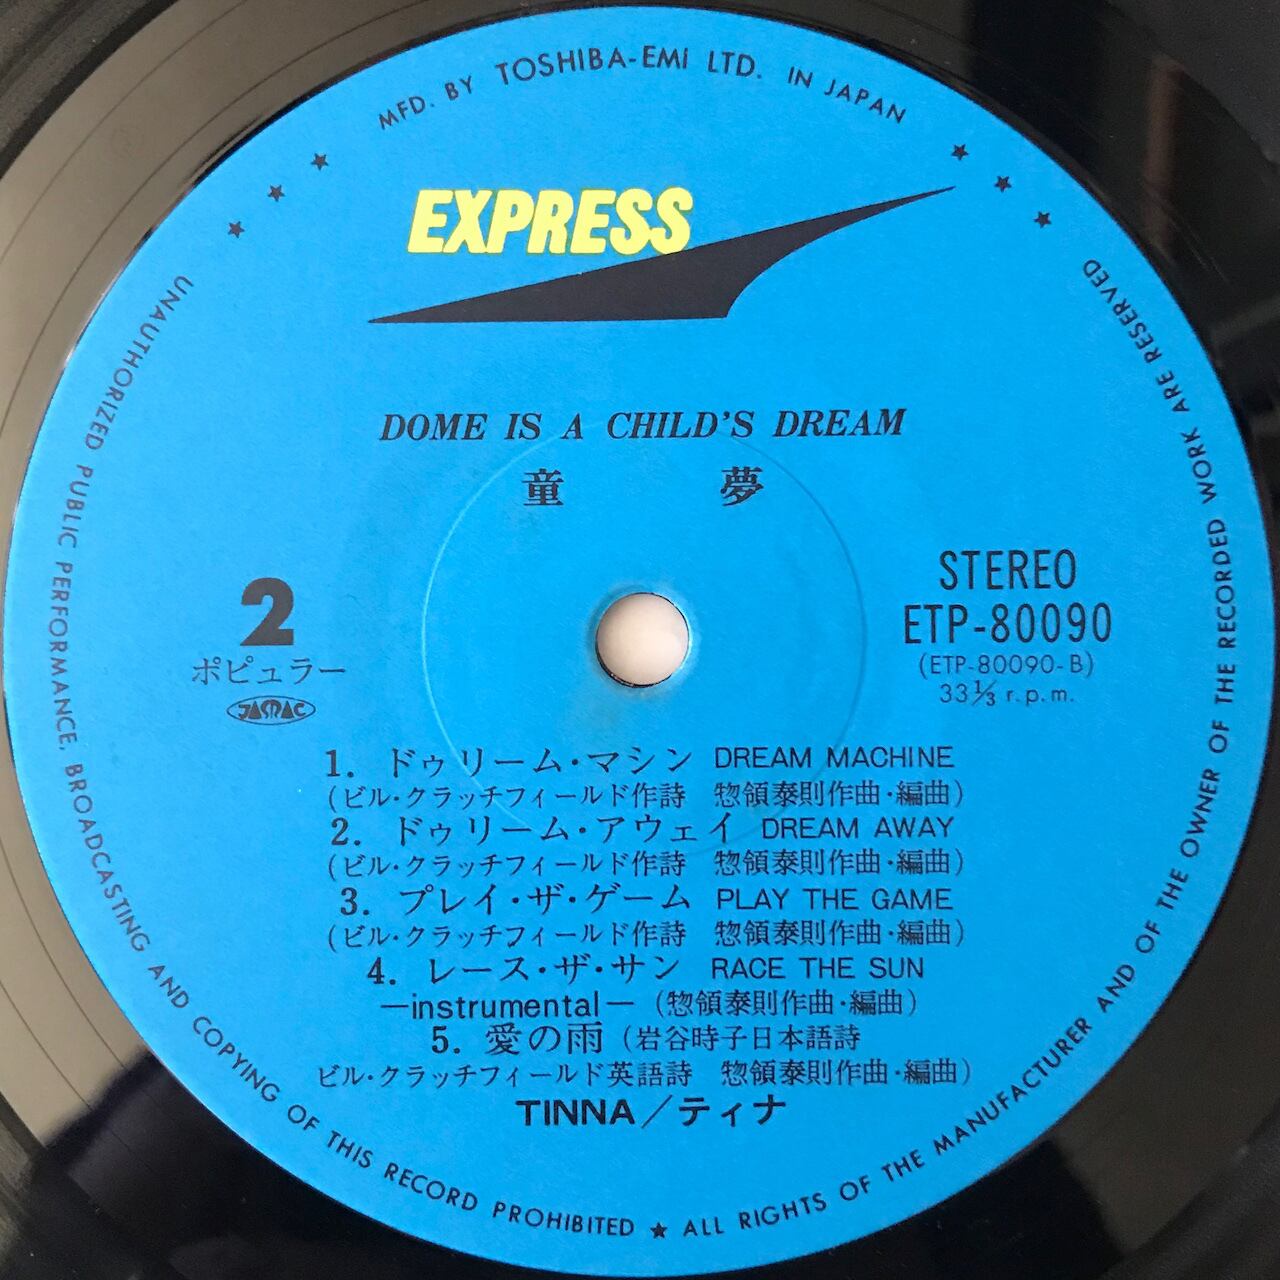 MFD. BY TOSHIBA-EMI LTD. IN JAPAN
EXPRESS
DOME IS A CHILD'S DREAM
童 夢
2
ポピュラー
JASRAC
STEREO
ETP-80090
(ETP-80090-B)
33⅓ r.p.m.
1. ドゥリーム・マシン DREAM MACHINE
(ビル・クラッチフィールド作詩 惣領泰則作曲・編曲)
2. ドゥリーム・アウェイ DREAM AWAY
(ビル・クラッチフィールド作詩 惣領泰則作曲・編曲)
3. プレイ・ザ・ゲーム PLAY THE GAME
(ビル・クラッチフィールド作詩 惣領泰則作曲・編曲)
4. レース・ザ・サン RACE THE SUN
—instrumental— (惣領泰則作曲・編曲)
5. 愛の雨 (岩谷時子日本語詩
ビル・クラッチフィールド英語詩 惣領泰則作曲・編曲)
TINNA/ティナ
UNAUTHORIZED PUBLIC PERFORMANCE, BROADCASTING AND COPYING OF THIS RECORD PROHIBITED ★ ALL RIGHTS OF THE MANUFACTURER AND OF THE OWNER OF THE RECORDED WORK ARE RESERVED